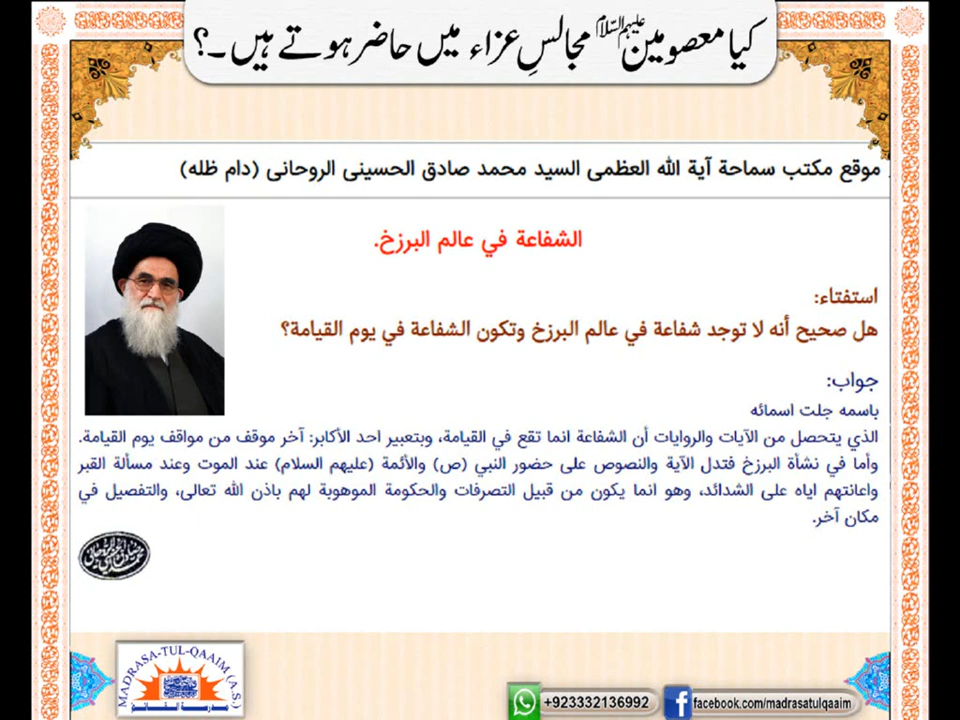 کیا معصومین علیہم السلام مجالسِ عزاء میں حاضر ہوتے ہیں۔؟
موقع مكتب سماحة آية الله العظمى السيد محمد صادق الحسينى الروحانى (دام ظله)
الشفاعة في عالم البرزخ.
استفتاء:
هل صحيح أنه لا توجد شفاعة في عالم البرزخ وتكون الشفاعة في يوم القيامة؟
جواب:
باسمه جلت اسمائه
الذي يتحصل من الآيات والروايات أن الشفاعة انما تقع في القيامة، وبتعبير احد الأكابر: آخر موقف من مواقف يوم القيامة.
وأما في نشأة البرزخ فتدل الآية والنصوص على حضور النبي (ص) والأئمة (عليهم السلام) عند الموت وعند مسألة القبر
واعانتهم اياه على الشدائد، وهو انما يكون من قبيل التصرفات والحكومة الموهوبة لهم باذن الله تعالى، والتفصيل في
مكان آخر.
MADRASA-TUL-QAAIM (A.S)
مدرسة القائم
+923332136992
facebook.com/madrasatulqaaim